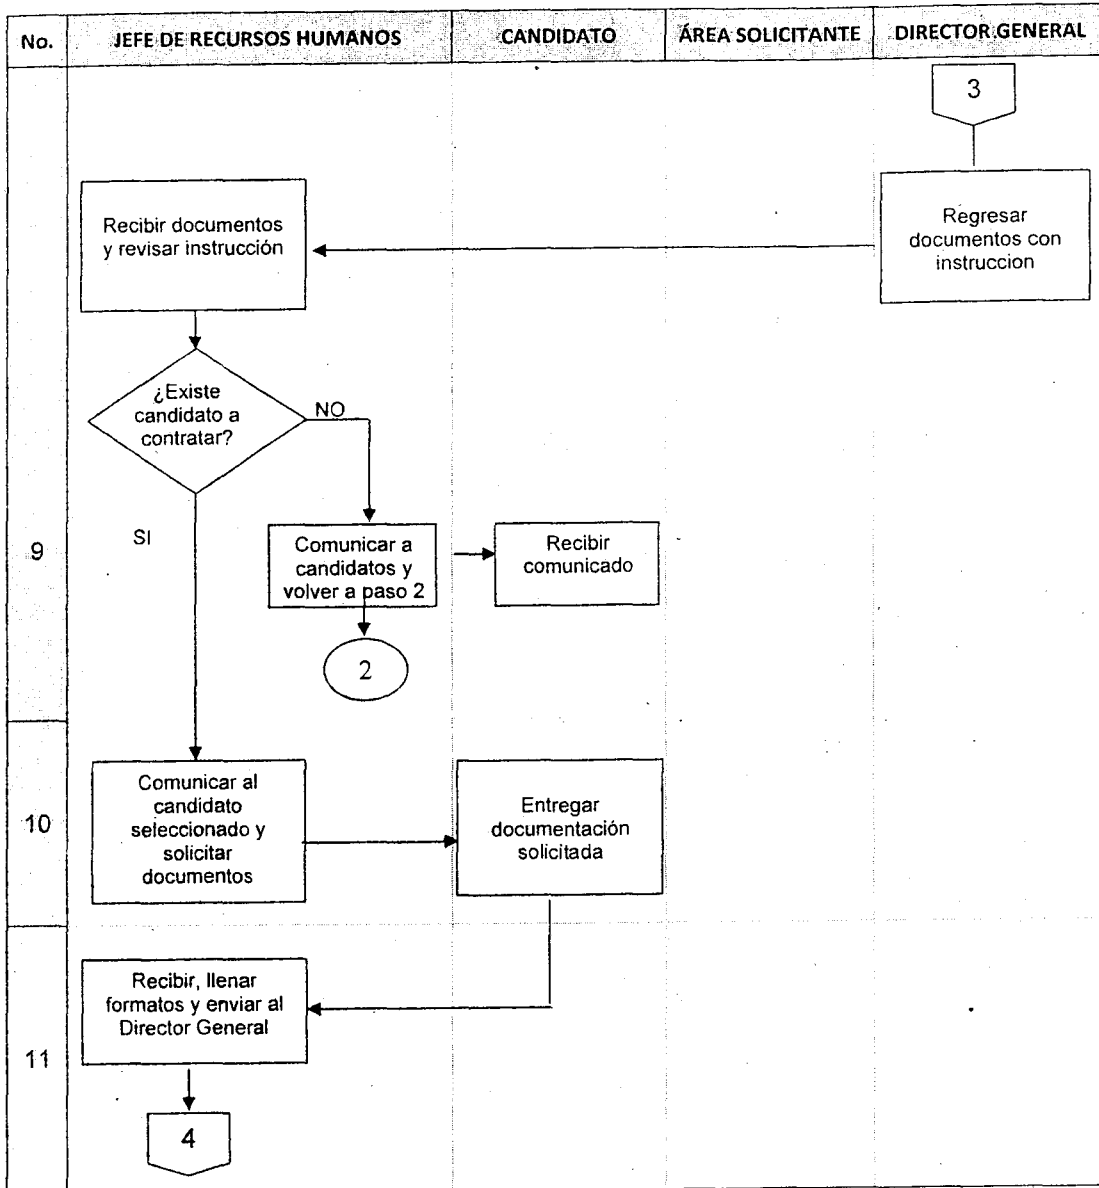 No.
JEFE DE RECURSOS HUMANOS
CANDIDATO
ÁREA SOLICITANTE
DIRECTOR GENERAL
3
Regresar
documentos con
instruccion
Recibir documentos
y revisar instrucción
¿Existe
candidato a
contratar?
NO
SI
9
Comunicar a
candidatos y
volver a paso 2
Recibir
comunicado
2
10
Comunicar al
candidato
seleccionado y
solicitar
documentos
Entregar
documentación
solicitada
11
Recibir, llenar
formatos y enviar al
Director General
4